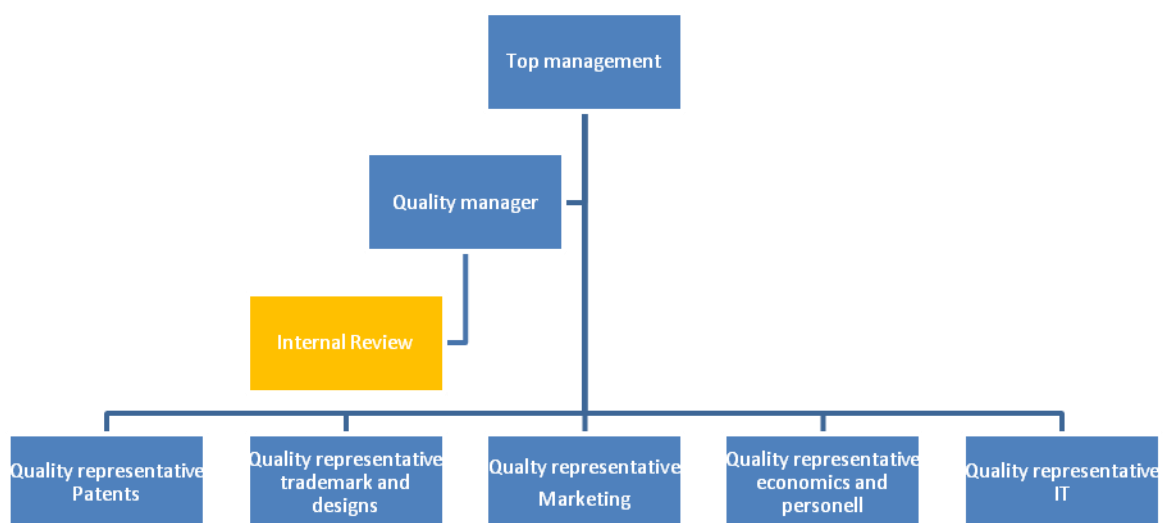 Top management
Quality manager
Internal Review
Quality representative
Patents
Quality representative
trademark and
designs
Qualty representative
Marketing
Quality representative
economics and
personell
Quality representative
IT